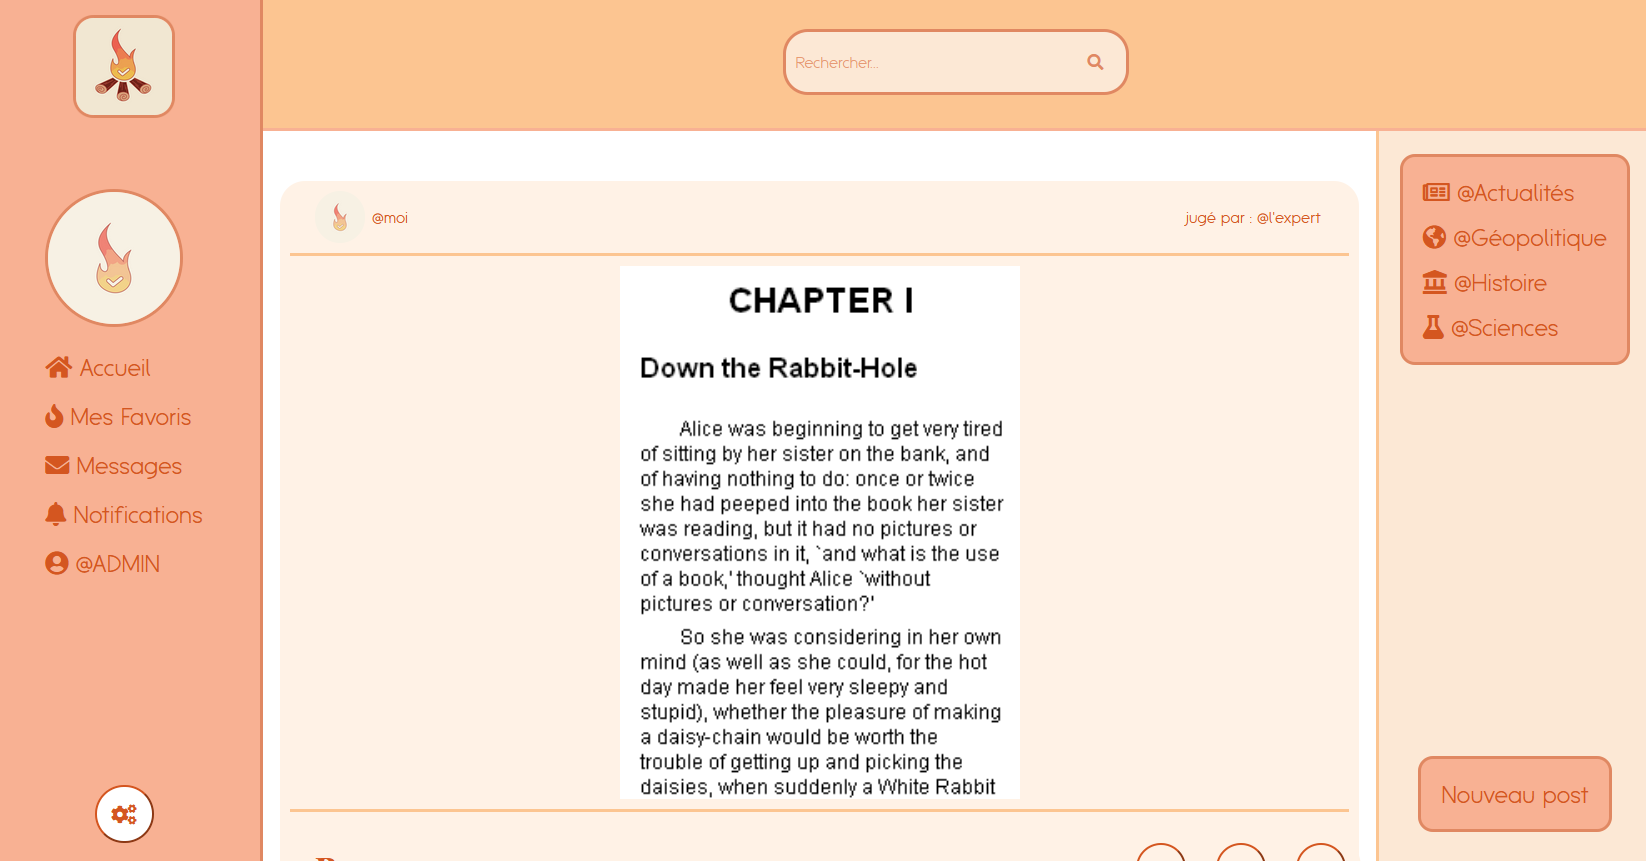 Rechercher...
Accueil
Mes Favoris
Messages
Notifications
@ADMIN
@moi
jugé par : @l'expert
CHAPTER I
Down the Rabbit-Hole
Alice was beginning to get very tired
of sitting by her sister on the bank, and
of having nothing to do: once or twice
she had peeped into the book her sister
was reading, but it had no pictures or
conversations in it, `and what is the use
of a book,' thought Alice `without
pictures or conversation?'
So she was considering in her own
mind (as well as she could, for the hot
day made her feel very sleepy and
stupid), whether the pleasure of making
a daisy-chain would be worth the
trouble of getting up and picking the
daisies, when suddenly a White Rabbit
@Actualités
@Géopolitique
@Histoire
@Sciences
Nouveau post